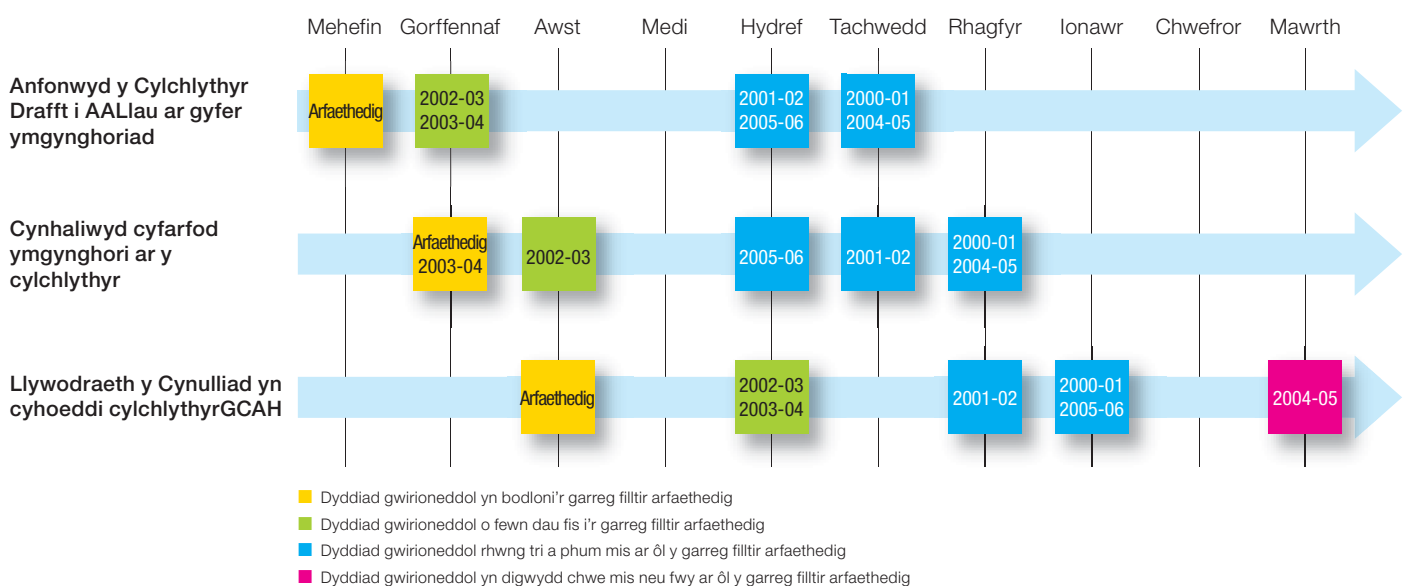 Mehefin Gorffennaf Awst Medi Hydref Tachwedd Rhagfyr Ionawr Chwefror Mawrth
Anfonwyd y Cylchlythyr
Drafft i AALlau ar gyfer
ymgynghoriad
Arfaethedig
2002-03
2003-04
2001-02
2005-06
2000-01
2004-05
Cynhaliwyd cyfarfod
ymgynghori ar y
cylchlythyr
Arfaethedig
2003-04
2002-03
2005-06
2001-02
2000-01
2004-05
Llywodraeth y Cynulliad yn
cyhoeddi cylchlythyrGCAH
Arfaethedig
2002-03
2003-04
2001-02
2000-01
2005-06
2004-05
Dyddiad gwirioneddol yn bodloni'r garreg filltir arfaethedig
Dyddiad gwirioneddol o fewn dau fis i'r garreg filltir arfaethedig
Dyddiad gwirioneddol rhwng tri a phum mis ar ôl y garreg filltir arfaethedig
Dyddiad gwirioneddol yn digwydd chwe mis neu fwy ar ôl y garreg filltir arfaethedig